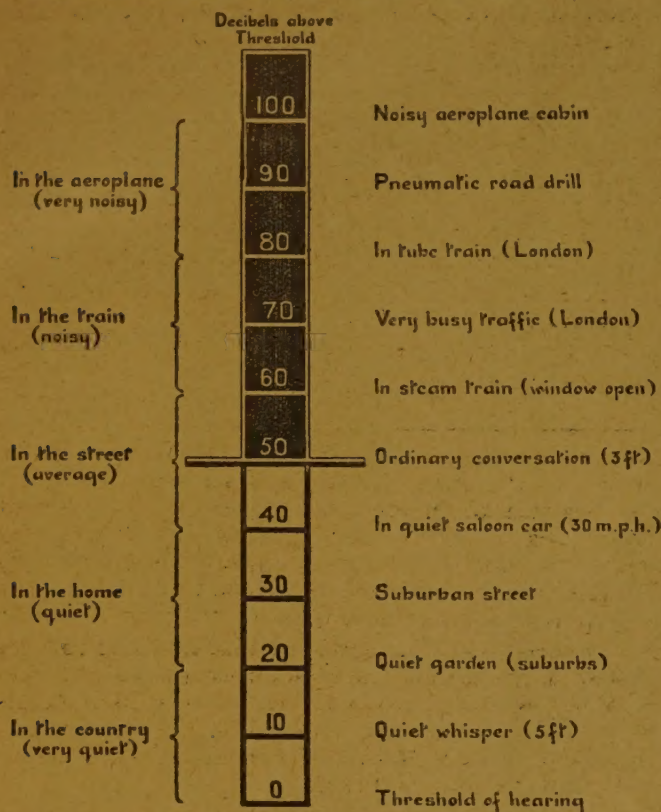 Decibels above
Threshold
100
Noisy aeroplane cabin
In the aeroplane
(very noisy)
90
Pneumatic road drill
80
In tube train (London)
In the train
(noisy)
70
Very busy traffic (London)
60
In steam train (window open)
In the street
(average)
50
Ordinary conversation (3ft)
40
In quiet saloon car (30 m.p.h.)
In the home
(quiet)
30
Suburban street
20
Quiet garden (suburbs)
In the country
(very quiet)
10
Quiet whisper (5ft)
0
Threshold of hearing